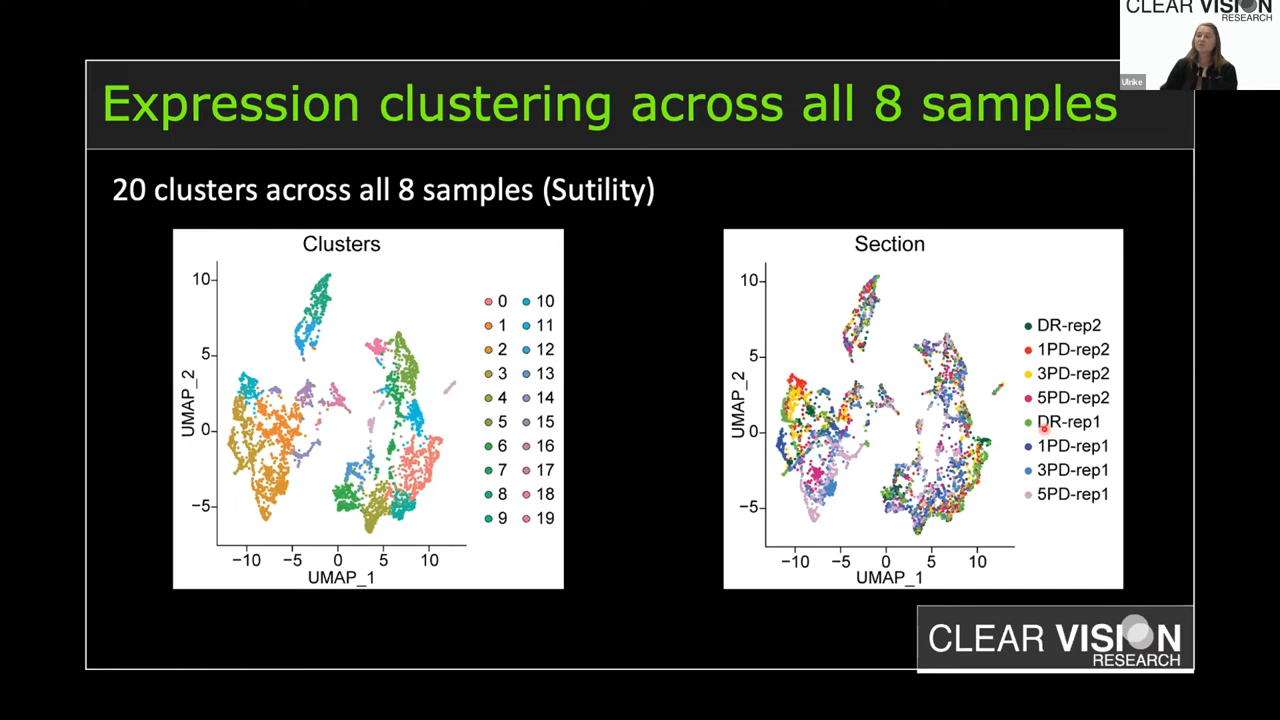 CLEAR VISION
RESEARCH
Ulrike
Expression clustering across all 8 samples
20 clusters across all 8 samples (Sutility)
Clusters
10
5
0
−5
UMAP_2
−10 −5 0 5 10
UMAP_1
0 10
1 11
2 12
3 13
4 14
5 15
6 16
7 17
8 18
9 19
Section
10
5
0
−5
UMAP_2
−10 −5 0 5 10
UMAP_1
DR-rep2
1PD-rep2
3PD-rep2
5PD-rep2
DR-rep1
1PD-rep1
3PD-rep1
5PD-rep1
CLEAR VISION
RESEARCH